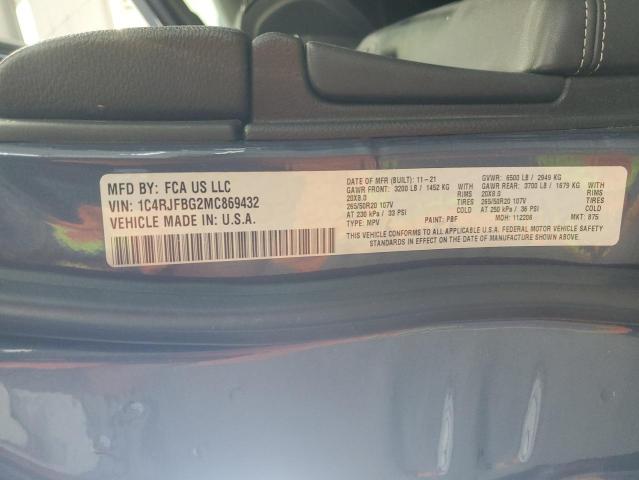 MFD BY: FCA US LLC
VIN: 1C4RJFBG2MC869432
VEHICLE MADE IN U.S.A.
DATE OF MFR (BUILT): 11-21 GVWR: 6500 LB / 2949 KG
GAWR FRONT: 3200 LB / 1452 KG WITH GAWR REAR: 3700 LB / 1679 KG WITH
20X8.0 RIMS 20X8.0 RIMS
265/50R20 107V TIRES 265/50R20 107V TIRES
AT 230 kPa / 33 PSI AT 250 kPa / 36 PSI
TYPE: MPV PAINT: PBF MOH: 112208 MKT: 875
THIS VEHICLE CONFORMS TO ALL APPLICABLE U.S.A. FEDERAL MOTOR VEHICLE SAFETY
STANDARDS IN EFFECT ON THE DATE OF MANUFACTURE SHOWN ABOVE.